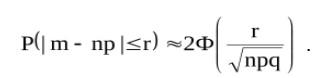 P(| m − np |≤r) ≈2Φ( r / √npq ) .